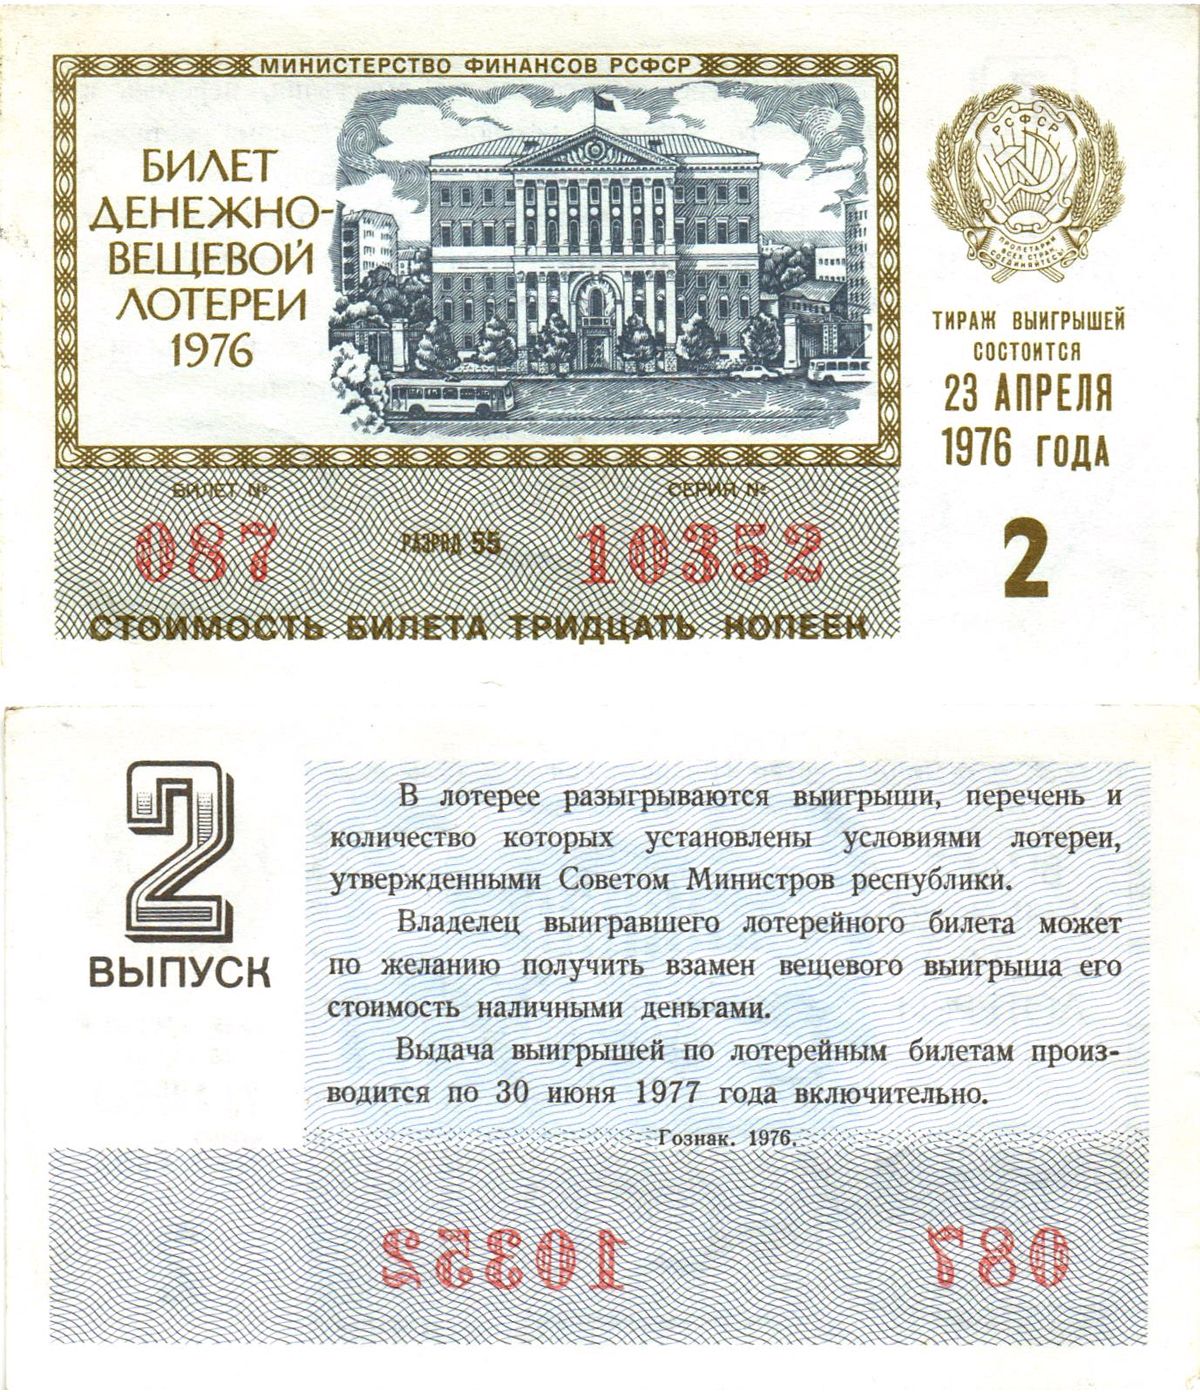 МИНИСТЕРСТВО ФИНАНСОВ РСФСР
БИЛЕТ
ДЕНЕЖНО-
ВЕЩЕВОЙ
ЛОТЕРЕИ
1976
РСФСР
ПРОЛЕТАРИИ
ВСЕХ СТРАН,
СОЕДИНЯЙТЕСЬ!
ТИРАЖ ВЫИГРЫШЕЙ
СОСТОИТСЯ
23 АПРЕЛЯ
1976 ГОДА
2
БИЛЕТ № СЕРИЯ №
087 РАЗРЯД 55 10352
СТОИМОСТЬ БИЛЕТА ТРИДЦАТЬ КОПЕЕК
2
ВЫПУСК
В лотерее разыгрываются выигрыши, перечень и
количество которых установлены условиями лотереи,
утвержденными Советом Министров республики.
Владелец выигравшего лотерейного билета может
по желанию получить взамен вещевого выигрыша его
стоимость наличными деньгами.
Выдача выигрышей по лотерейным билетам произ-
водится по 30 июня 1977 года включительно.
Гознак. 1976.
10352 087